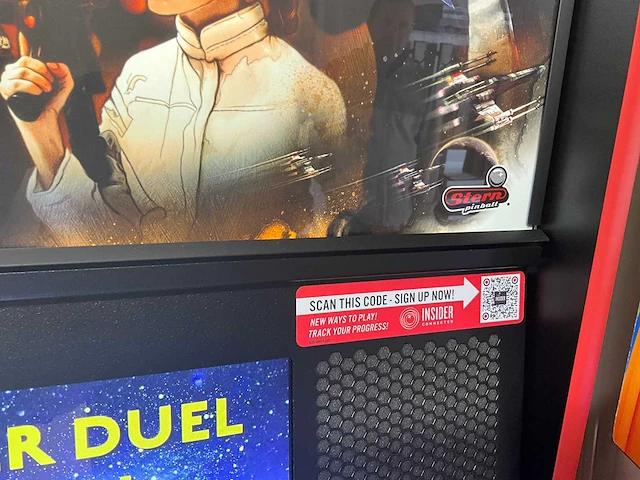 Stern
pinball
SCAN THIS CODE - SIGN UP NOW!
NEW WAYS TO PLAY!
TRACK YOUR PROGRESS!
INSIDER
CONNECTED
R DUEL